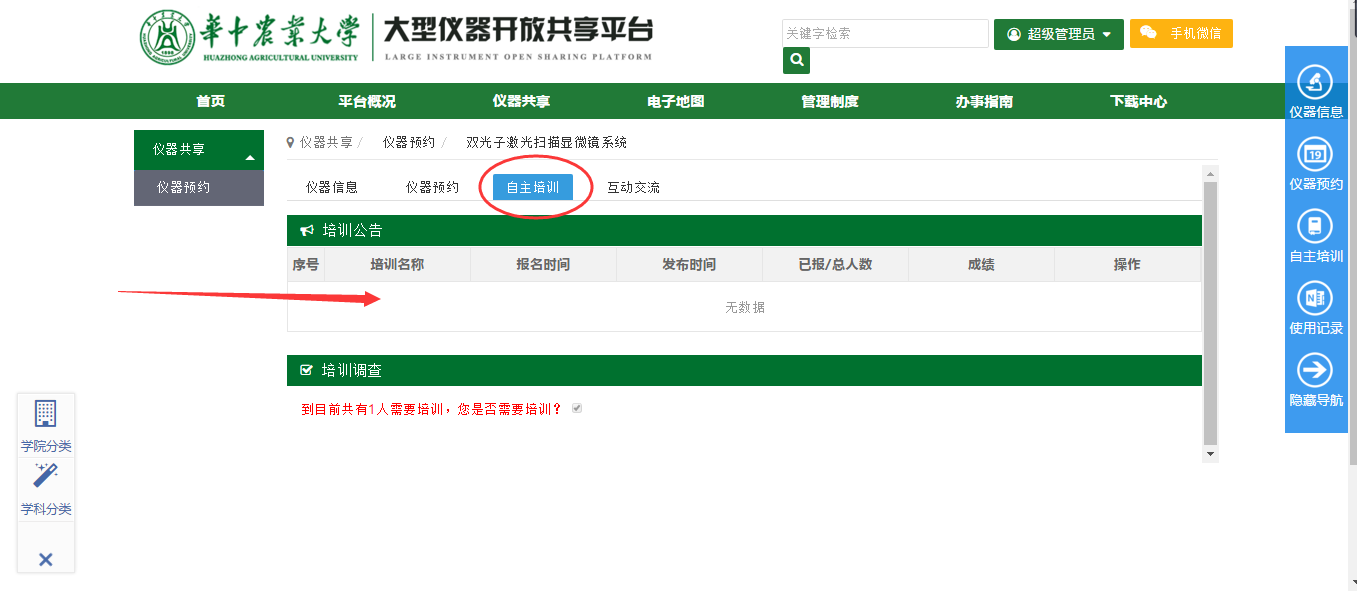 华中农业大学
HUAZHONG AGRICULTURAL UNIVERSITY
大型仪器开放共享平台
LARGE INSTRUMENT OPEN SHARING PLATFORM
关键字检索
超级管理员
手机微信
首页 平台概况 仪器共享 电子地图 管理制度 办事指南 下载中心
仪器共享
仪器预约
仪器共享 / 仪器预约 / 双光子激光扫描显微镜系统
仪器信息 仪器预约 自主培训 互动交流
培训公告
序号 培训名称 报名时间 发布时间 已报/总人数 成绩 操作
无数据
培训调查
到目前共有1人需要培训，您是否需要培训？
学院分类
学科分类
仪器信息
19
仪器预约
自主培训
N
使用记录
隐藏导航